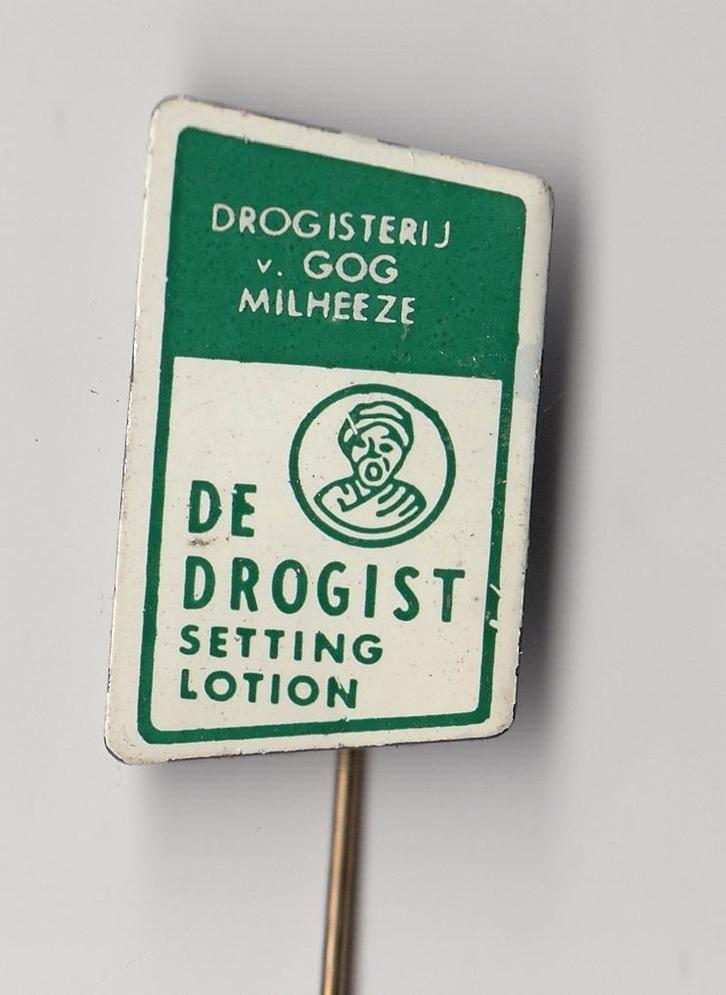 DROGISTERIJ
v. GOG
MILHEEZE
DE
DROGIST
SETTING
LOTION